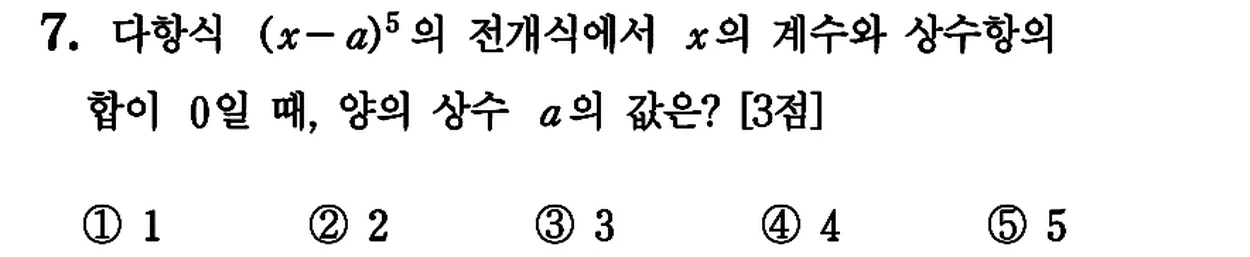 7. 다항식 (x-a)⁵의 전개식에서 x의 계수와 상수항의
합이 0일 때, 양의 상수 a의 값은? [3점]
① 1 ② 2 ③ 3 ④ 4 ⑤ 5